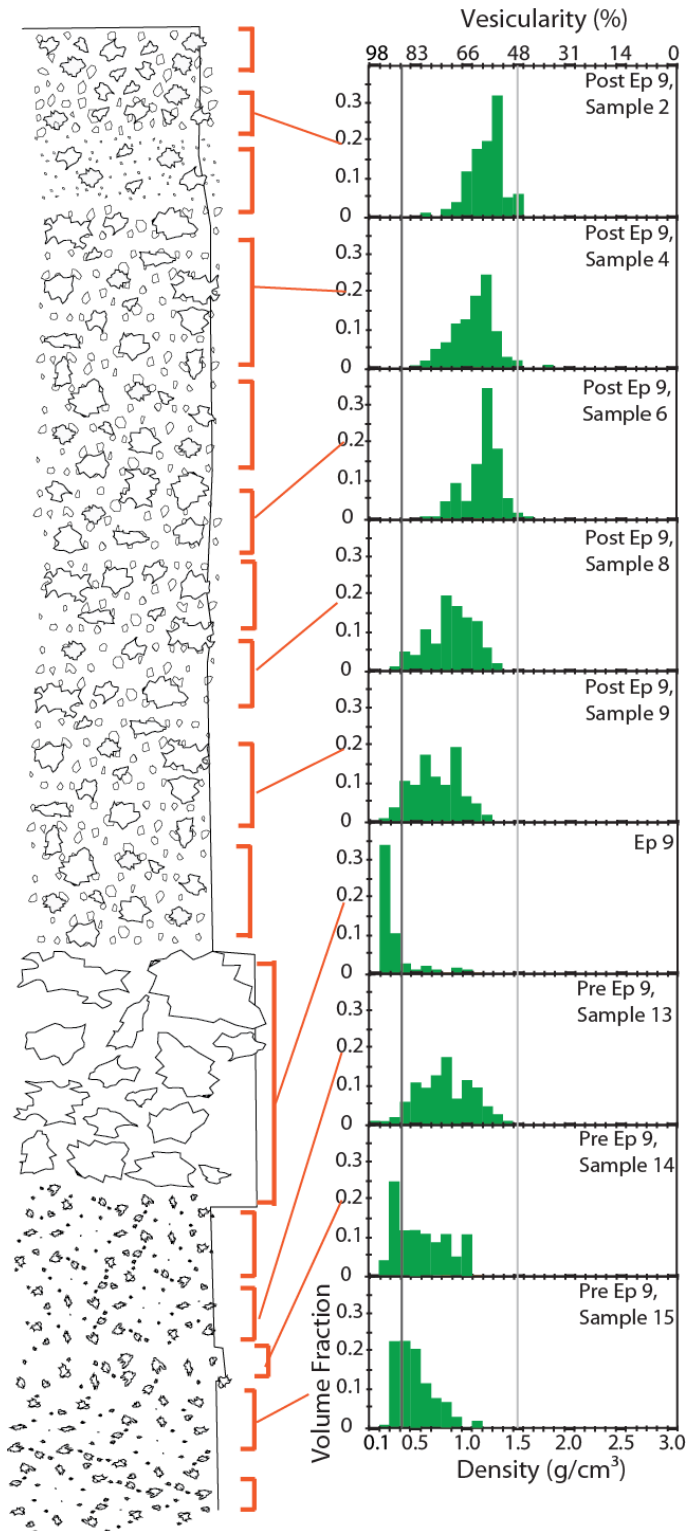 Vesicularity (%)
98 83 66 48 31 14 0
Post Ep 9,
Sample 2
0.3
0.2
0.1
0
Post Ep 9,
Sample 4
0.3
0.2
0.1
0
Post Ep 9,
Sample 6
0.3
0.2
0.1
0
Post Ep 9,
Sample 8
0.3
0.2
0.1
0
Post Ep 9,
Sample 9
0.3
0.2
0.1
0
Ep 9
0.3
0.2
0.1
0
Pre Ep 9,
Sample 13
0.3
0.2
0.1
0
Pre Ep 9,
Sample 14
0.3
0.2
0.1
0
Pre Ep 9,
Sample 15
0.3
0.2
0.1
0
Volume Fraction
0.1 0.5 1.0 1.5 2.0 2.5 3.0
Density (g/cm³)